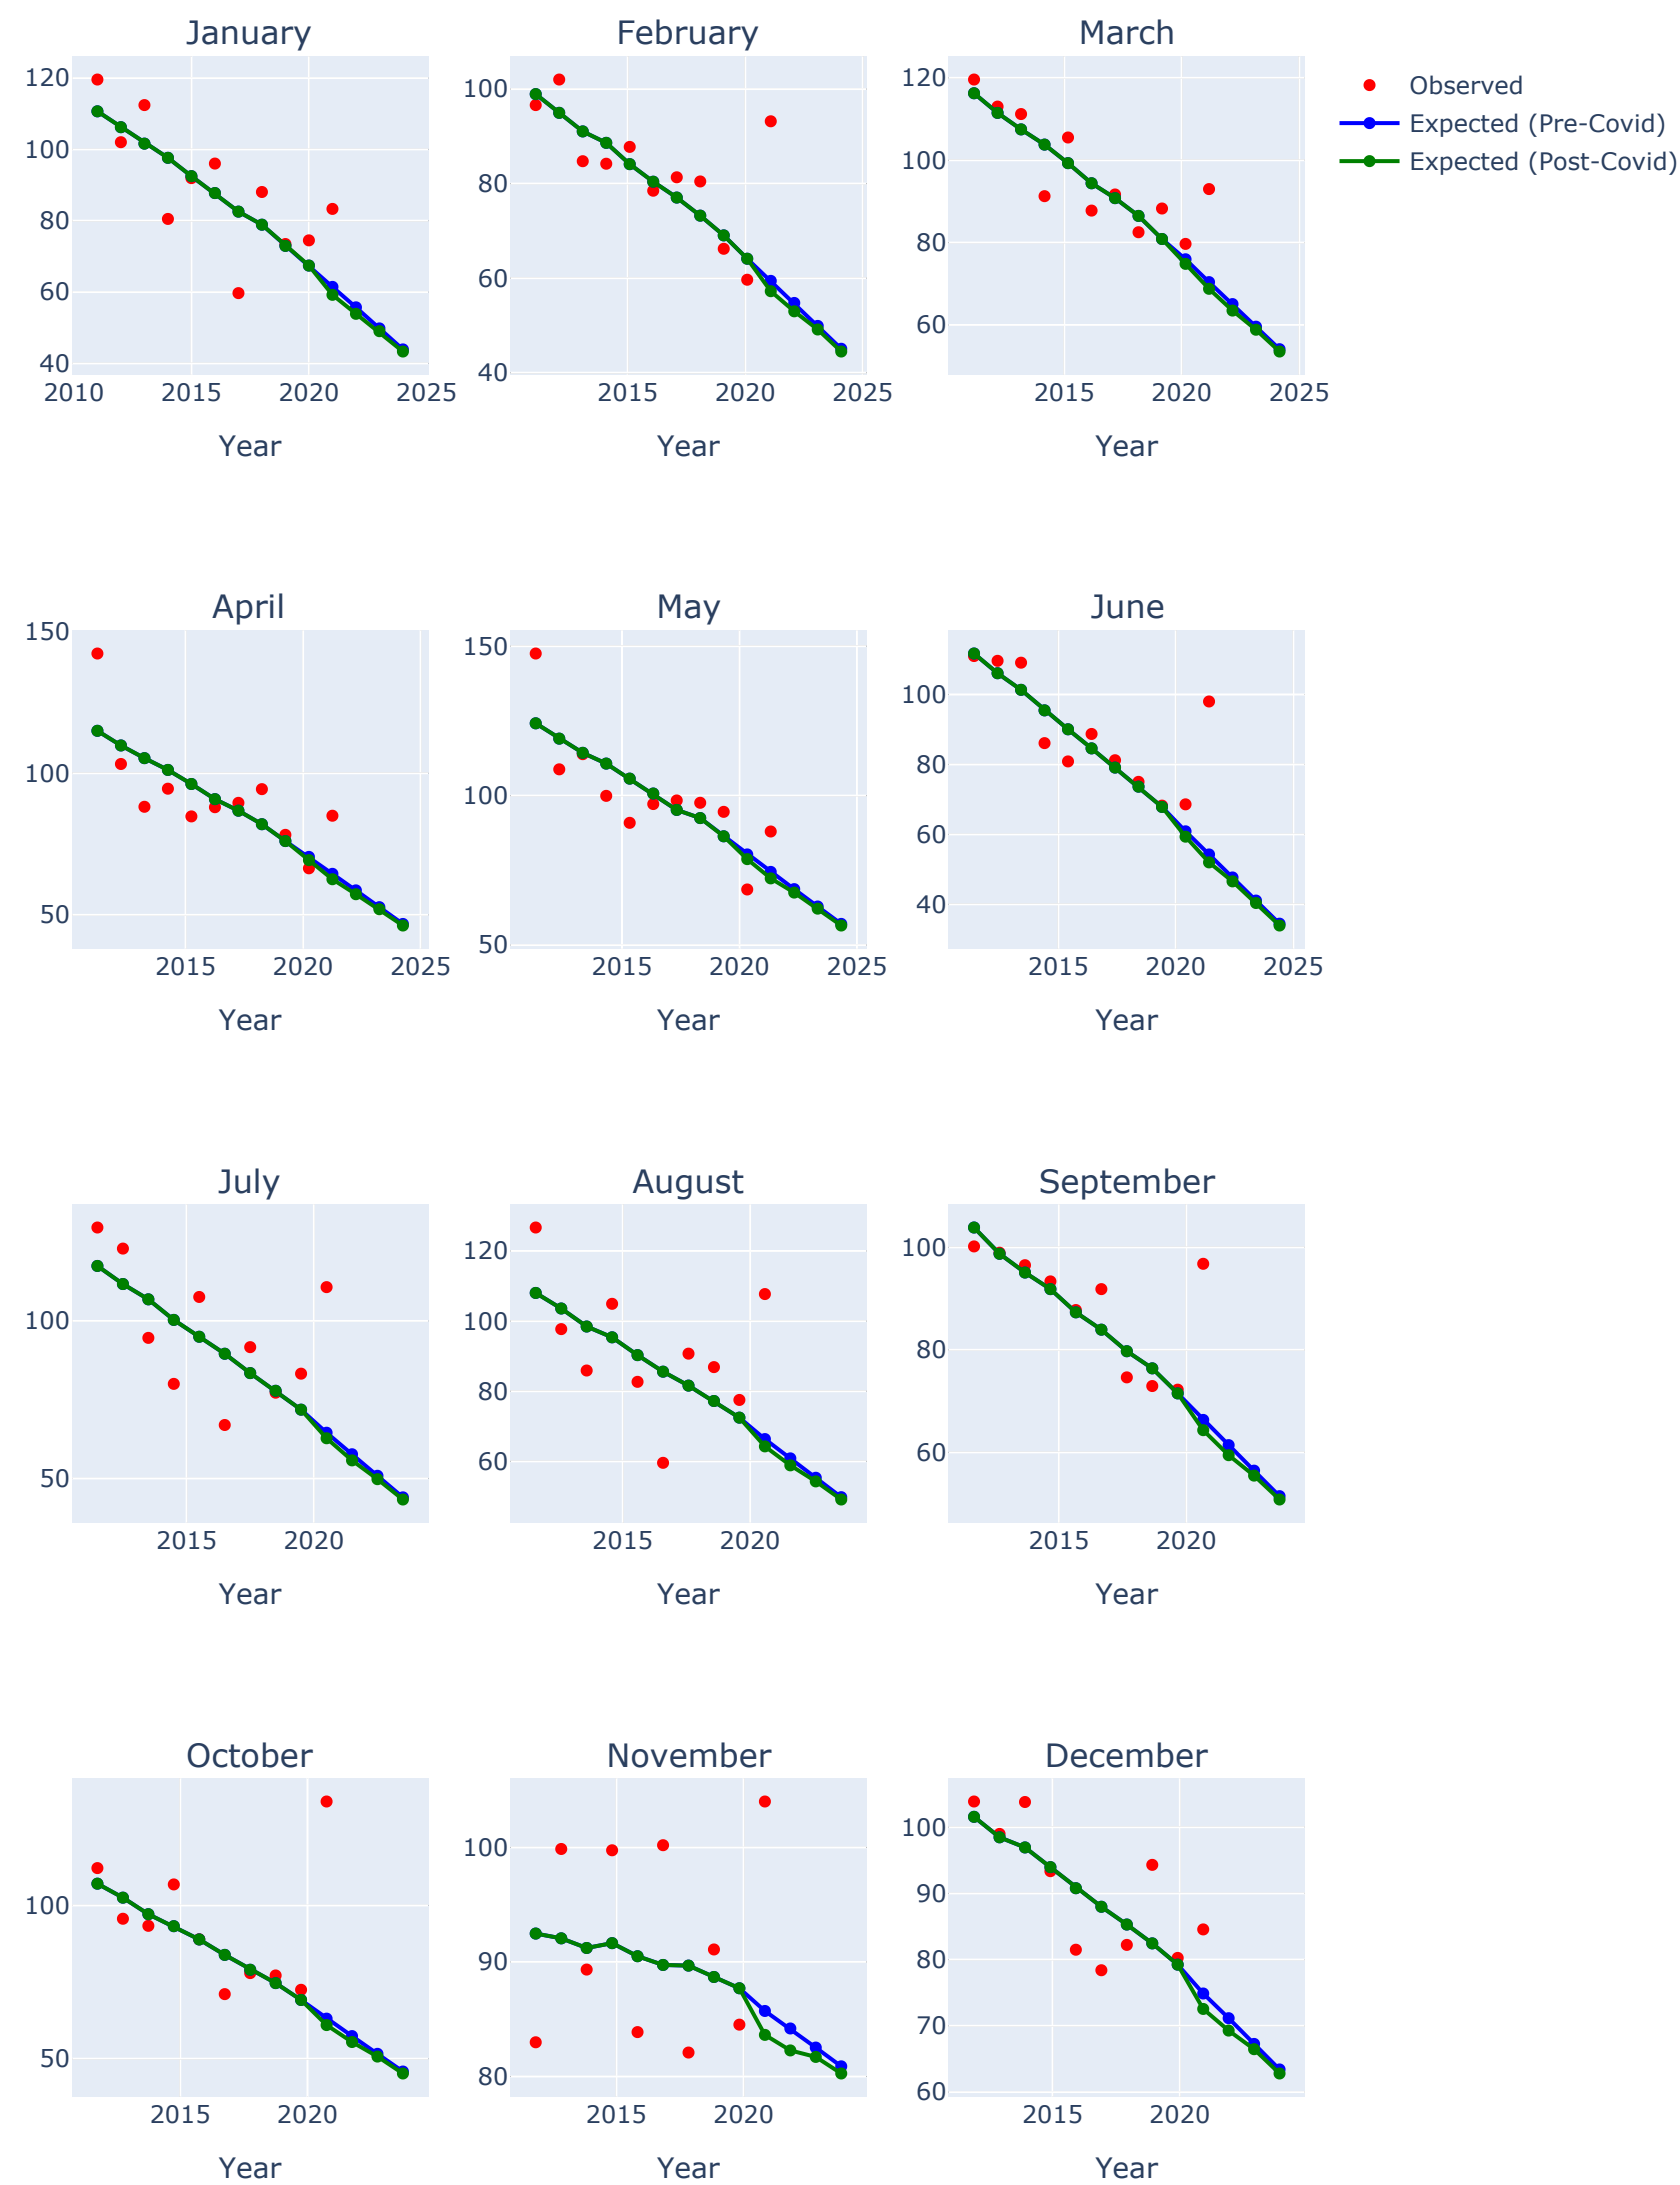 January
February
March
Observed
Expected (Pre-Covid)
Expected (Post-Covid)
120
100
80
60
40
2010 2015 2020 2025
Year
100
80
60
40
2015 2020 2025
Year
120
100
80
60
2015 2020 2025
Year
April
May
June
150
100
50
2015 2020 2025
Year
150
100
50
2015 2020 2025
Year
100
80
60
40
2015 2020 2025
Year
July
August
September
100
50
2015 2020
Year
120
100
80
60
2015 2020
Year
100
80
60
2015 2020
Year
October
November
December
100
50
2015 2020
Year
100
90
80
2015 2020
Year
100
90
80
70
60
2015 2020
Year